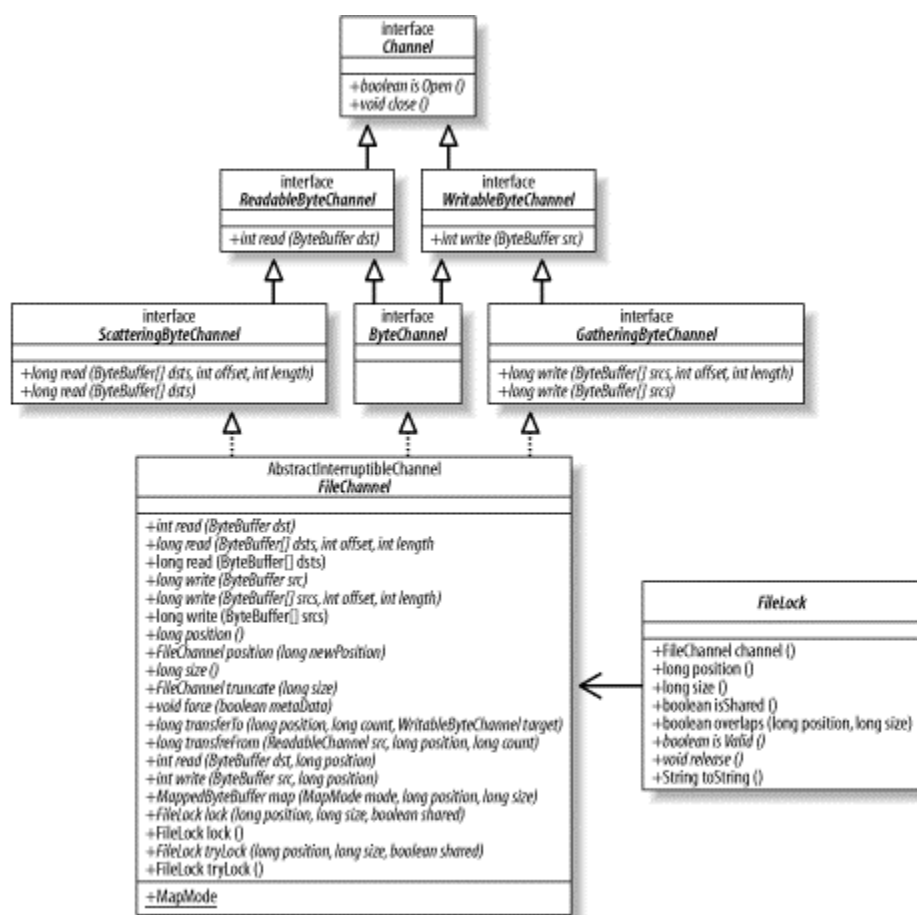 interface
Channel
+boolean is Open ()
+void close ()
interface
ReadableByteChannel
+int read (ByteBuffer dst)
interface
WritableByteChannel
+int write (ByteBuffer src)
interface
ScatteringByteChannel
+long read (ByteBuffer[] dsts, int offset, int length)
+long read (ByteBuffer[] dsts)
interface
ByteChannel
interface
GatheringByteChannel
+long write (ByteBuffer[] srcs, int offset, int length)
+long write (ByteBuffer[] srcs)
AbstractInterruptibleChannel
FileChannel
+int read (ByteBuffer dst)
+long read (ByteBuffer[] dsts, int offset, int length
+long read (ByteBuffer[] dsts)
+long write (ByteBuffer src)
+long write (ByteBuffer[] srcs, int offset, int length)
+long write (ByteBuffer[] srcs)
+long position ()
+FileChannel position (long newPosition)
+long size ()
+FileChannel truncate (long size)
+void force (boolean metaData)
+long transferTo (long position, long count, WritableByteChannel target)
+long transfreFrom (ReadableChannel src, long position, long count)
+int read (ByteBuffer dst, long position)
+int write (ByteBuffer src, long position)
+MappedByteBuffer map (MapMode mode, long position, long size)
+FileLock lock (long position, long size, boolean shared)
+FileLock lock ()
+FileLock tryLock (long position, long size, boolean shared)
+FileLock tryLock ()
+MapMode
FileLock
+FileChannel channel ()
+long position ()
+long size ()
+boolean isShared ()
+boolean overlaps (long position, long size)
+boolean is Valid ()
+void release ()
+String toString ()